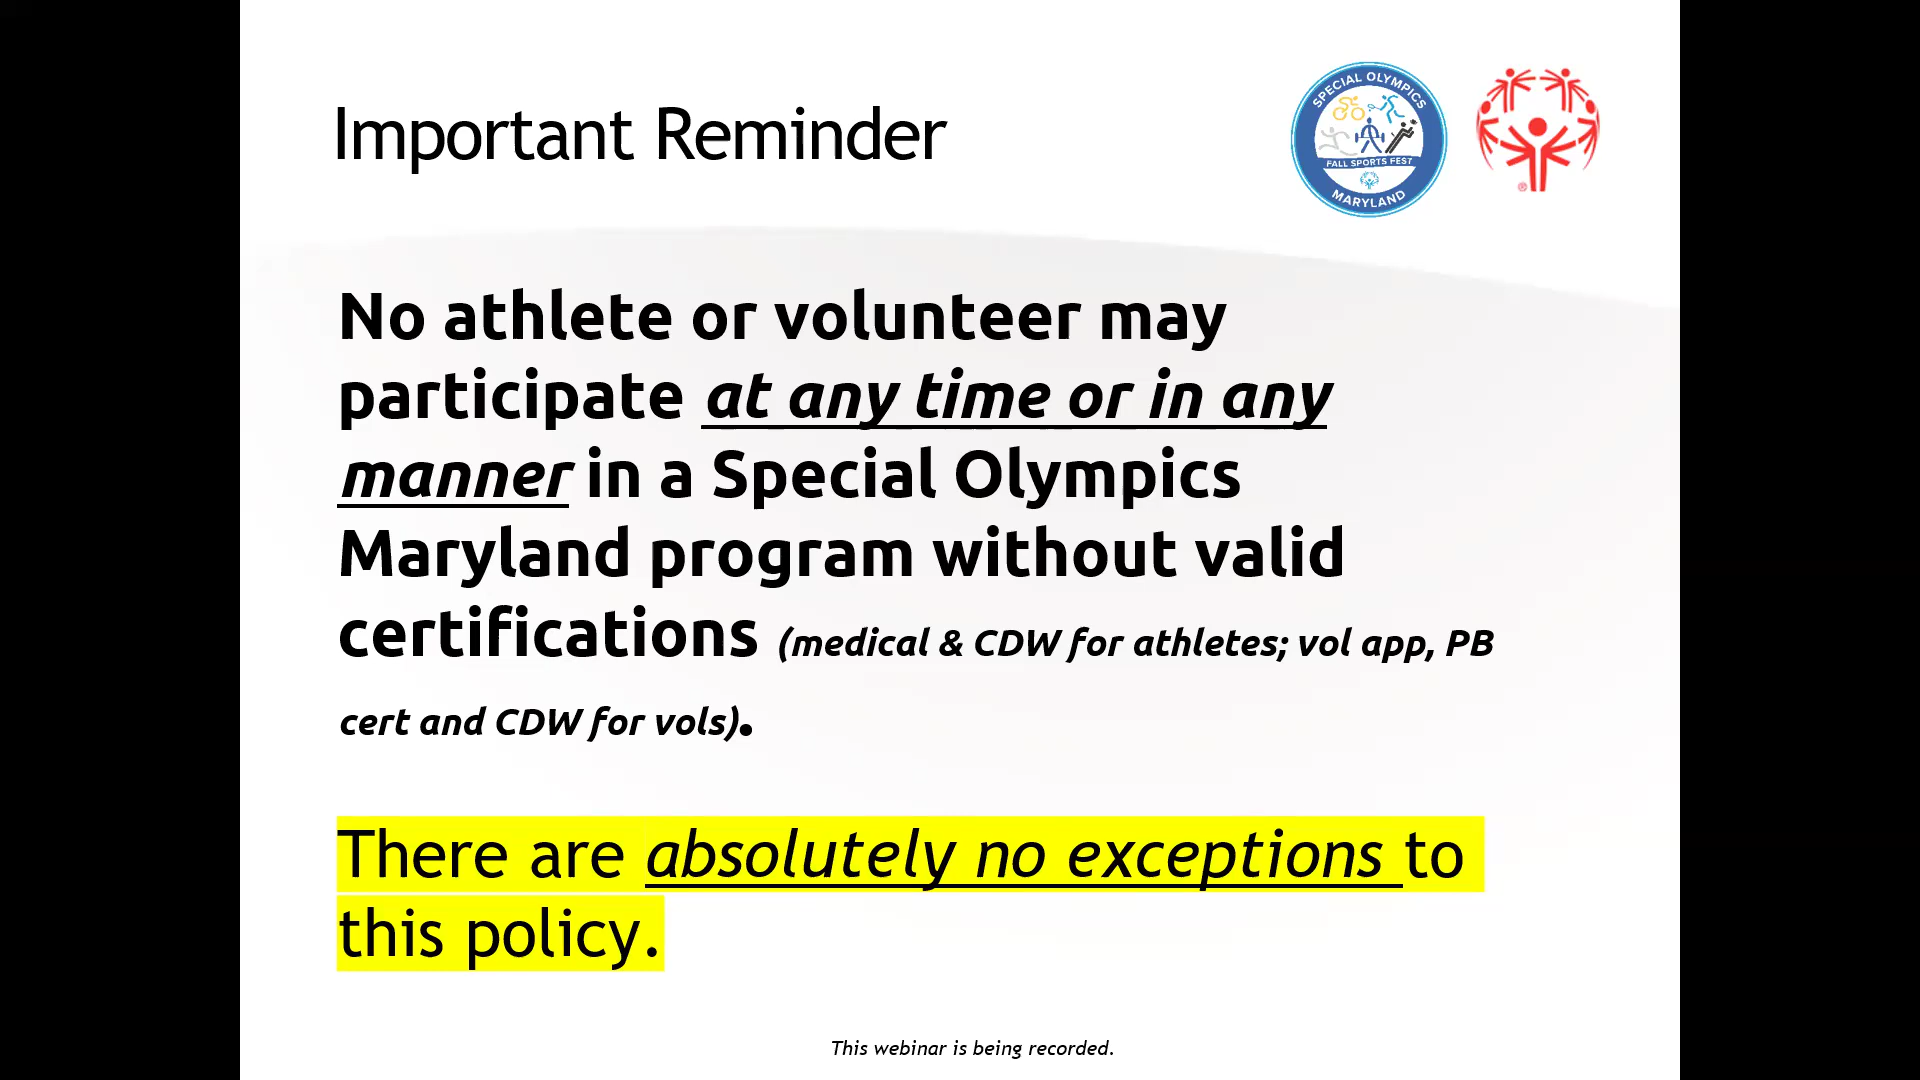 Important Reminder
SPECIAL OLYMPICS
FALL SPORTS FEST
MARYLAND
®
No athlete or volunteer may
participate at any time or in any
manner in a Special Olympics
Maryland program without valid
certifications (medical & CDW for athletes; vol app, PB
cert and CDW for vols).
There are absolutely no exceptions to
this policy.
This webinar is being recorded.